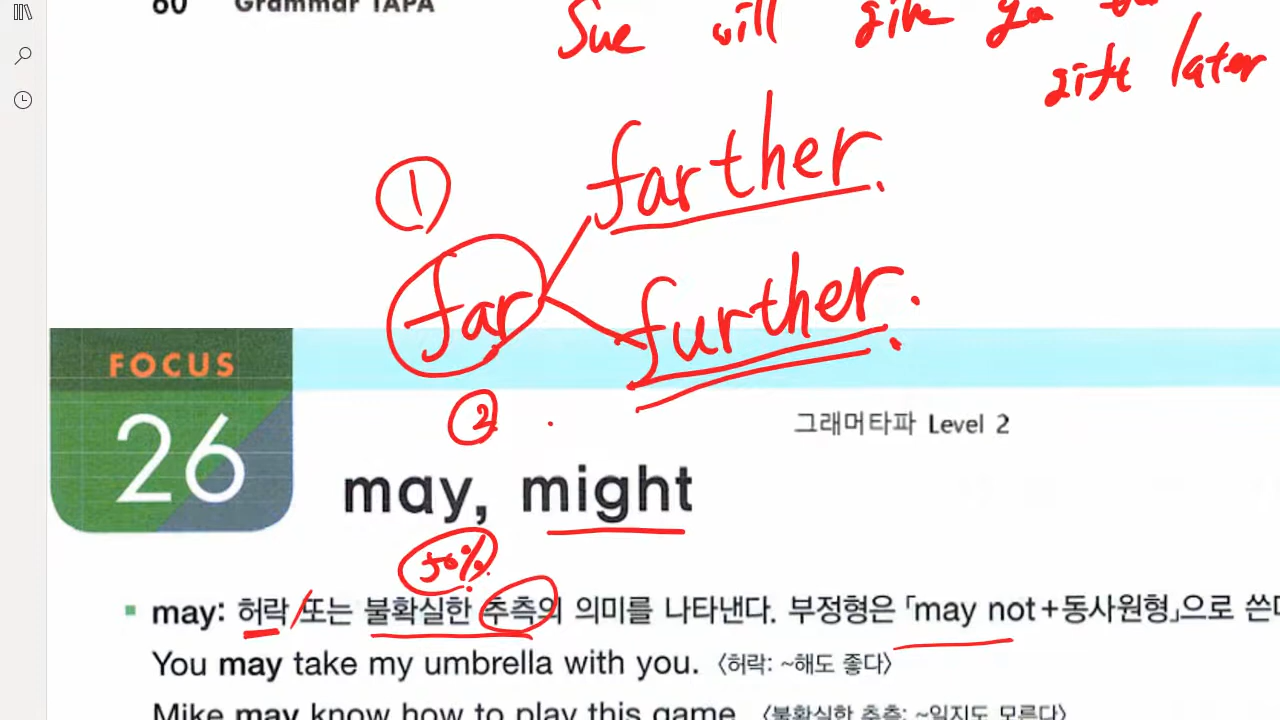 60 Grammar TAPA
Sue will give you
gift later
① farther.
far further.
②
FOCUS
26
그래머타파 Level 2
may, might
50%
may: 허락 / 또는 불확실한 추측의 의미를 나타낸다. 부정형은 「may not+동사원형」으로 쓴
You may take my umbrella with you. 〈허락: ~해도 좋다〉
Mike may know how to play this game. 〈불확실한 추측: ~일지도 모른다〉